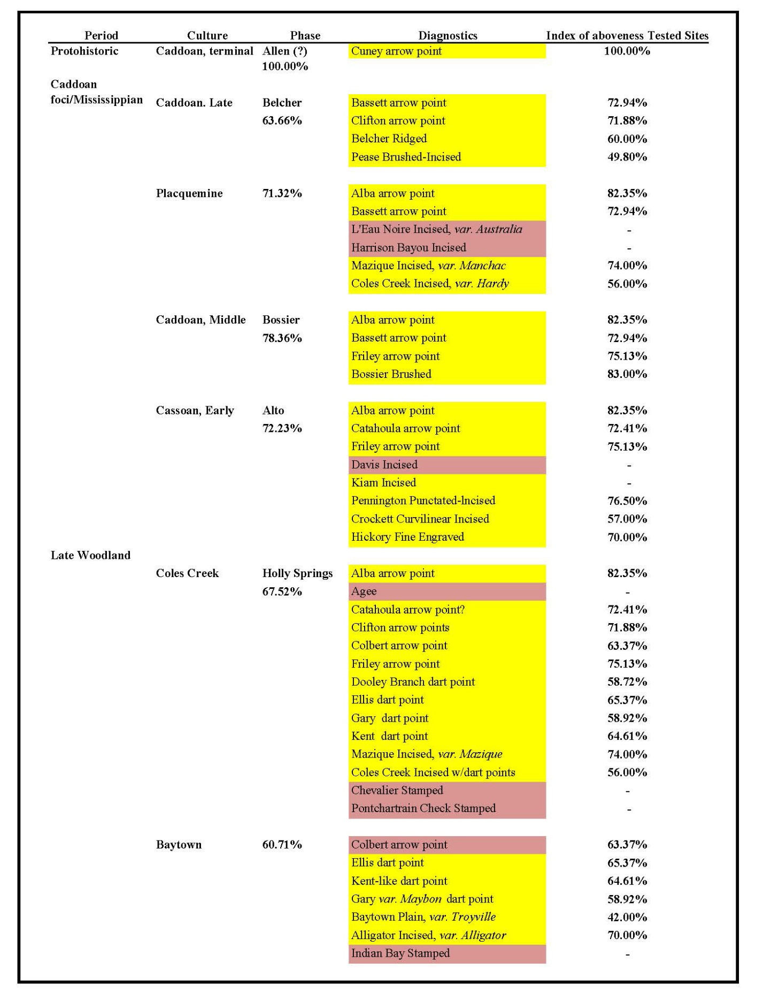 Period Culture Phase Diagnostics Index of aboveness Tested Sites
Protohistoric Caddoan, terminal Allen (?) Cuney arrow point 100.00%
100.00%
Caddoan
foci/Mississippian Caddoan. Late Belcher Bassett arrow point 72.94%
63.66% Clifton arrow point 71.88%
Belcher Ridged 60.00%
Pease Brushed-Incised 49.80%
Placquemine 71.32% Alba arrow point 82.35%
Bassett arrow point 72.94%
L'Eau Noire Incised, var. Australia -
Harrison Bayou Incised -
Mazique Incised, var. Manchac 74.00%
Coles Creek Incised, var. Hardy 56.00%
Caddoan, Middle Bossier Alba arrow point 82.35%
78.36% Bassett arrow point 72.94%
Friley arrow point 75.13%
Bossier Brushed 83.00%
Cassoan, Early Alto Alba arrow point 82.35%
72.23% Catahoula arrow point 72.41%
Friley arrow point 75.13%
Davis Incised -
Kiam Incised -
Pennington Punctated-Incised 76.50%
Crockett Curvilinear Incised 57.00%
Hickory Fine Engraved 70.00%
Late Woodland
Coles Creek Holly Springs Alba arrow point 82.35%
67.52% Agee -
Catahoula arrow point? 72.41%
Clifton arrow points 71.88%
Colbert arrow point 63.37%
Friley arrow point 75.13%
Dooley Branch dart point 58.72%
Ellis dart point 65.37%
Gary dart point 58.92%
Kent dart point 64.61%
Mazique Incised, var. Mazique 74.00%
Coles Creek Incised w/dart points 56.00%
Chevalier Stamped -
Pontchartrain Check Stamped -
Baytown 60.71% Colbert arrow point 63.37%
Ellis dart point 65.37%
Kent-like dart point 64.61%
Gary var. Maybon dart point 58.92%
Baytown Plain, var. Troyville 42.00%
Alligator Incised, var. Alligator 70.00%
Indian Bay Stamped -